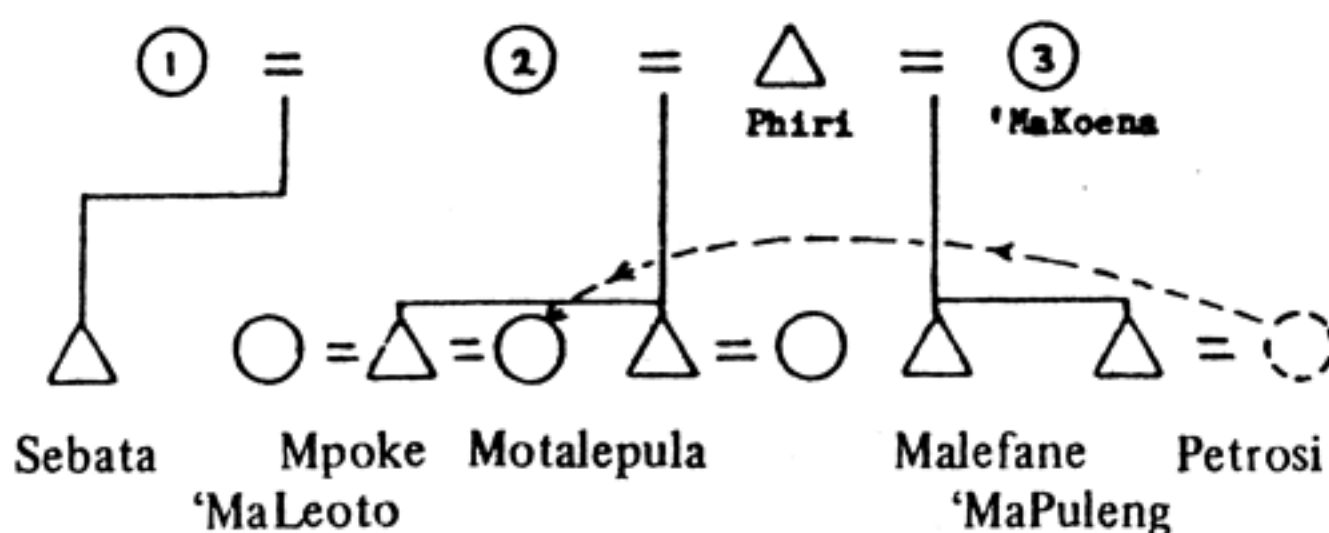 1 = 2 = = 3
Phiri 'MaKoena
= = = =
Sebata Mpoke Motalepula Malefane Petrosi
‘MaLeoto ‘MaPuleng